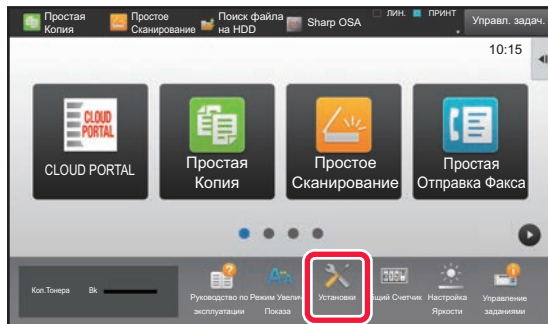 Простая
Копия
Простое
Сканирование
Поиск файла
на HDD
Sharp OSA
ЛИН.
ПРИНТ
Управл. задач.
10:15
CLOUD
PORTAL
CLOUD PORTAL
Простая
Копия
Простое
Сканирование
Простая
Отправка Факса
Кол.Тонера
Bk
Руководство по
эксплуатации
Режим Увелич
Показа
Установки
щий Счетчик
Настройка
Яркости
Управление
заданиями